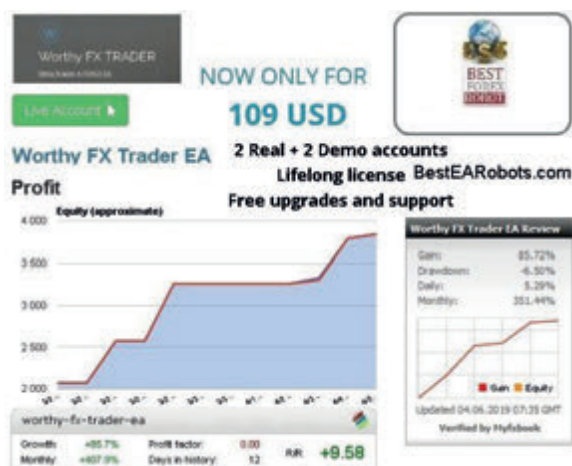 Worthy FX TRADER
NOW ONLY FOR
109 USD
BEST
FOREX
ROBOT
Live Account
Worthy FX Trader EA
2 Real + 2 Demo accounts
Lifelong license
BestEARobots.com
Free upgrades and support
Profit
Equity (approximate)
4 000
3 500
3 000
2 500
2 000
Worthy FX Trader EA Review
Gain: 85.72%
Drawdown: -6.50%
Daily: 5.29%
Monthly: 351.44%
Gain Equity
Updated 04.06.2019 07:35 GMT
Verified by Myfxbook
worthy-fx-trader-ea
Growth: +85.7% Profit factor: 0.00
Monthly: +407.9% Days in history: 12
R/R +9.58